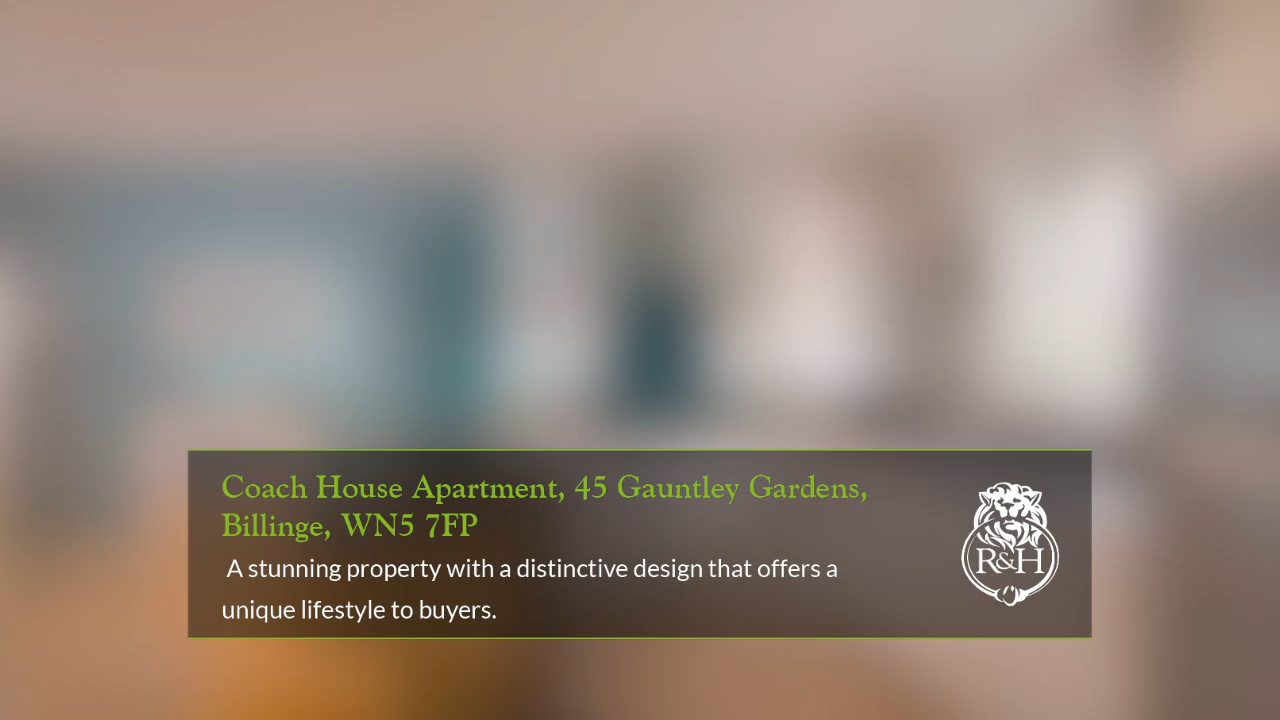 Coach House Apartment, 45 Gauntley Gardens,
Billinge, WN5 7FP
A stunning property with a distinctive design that offers a
unique lifestyle to buyers.
R&H